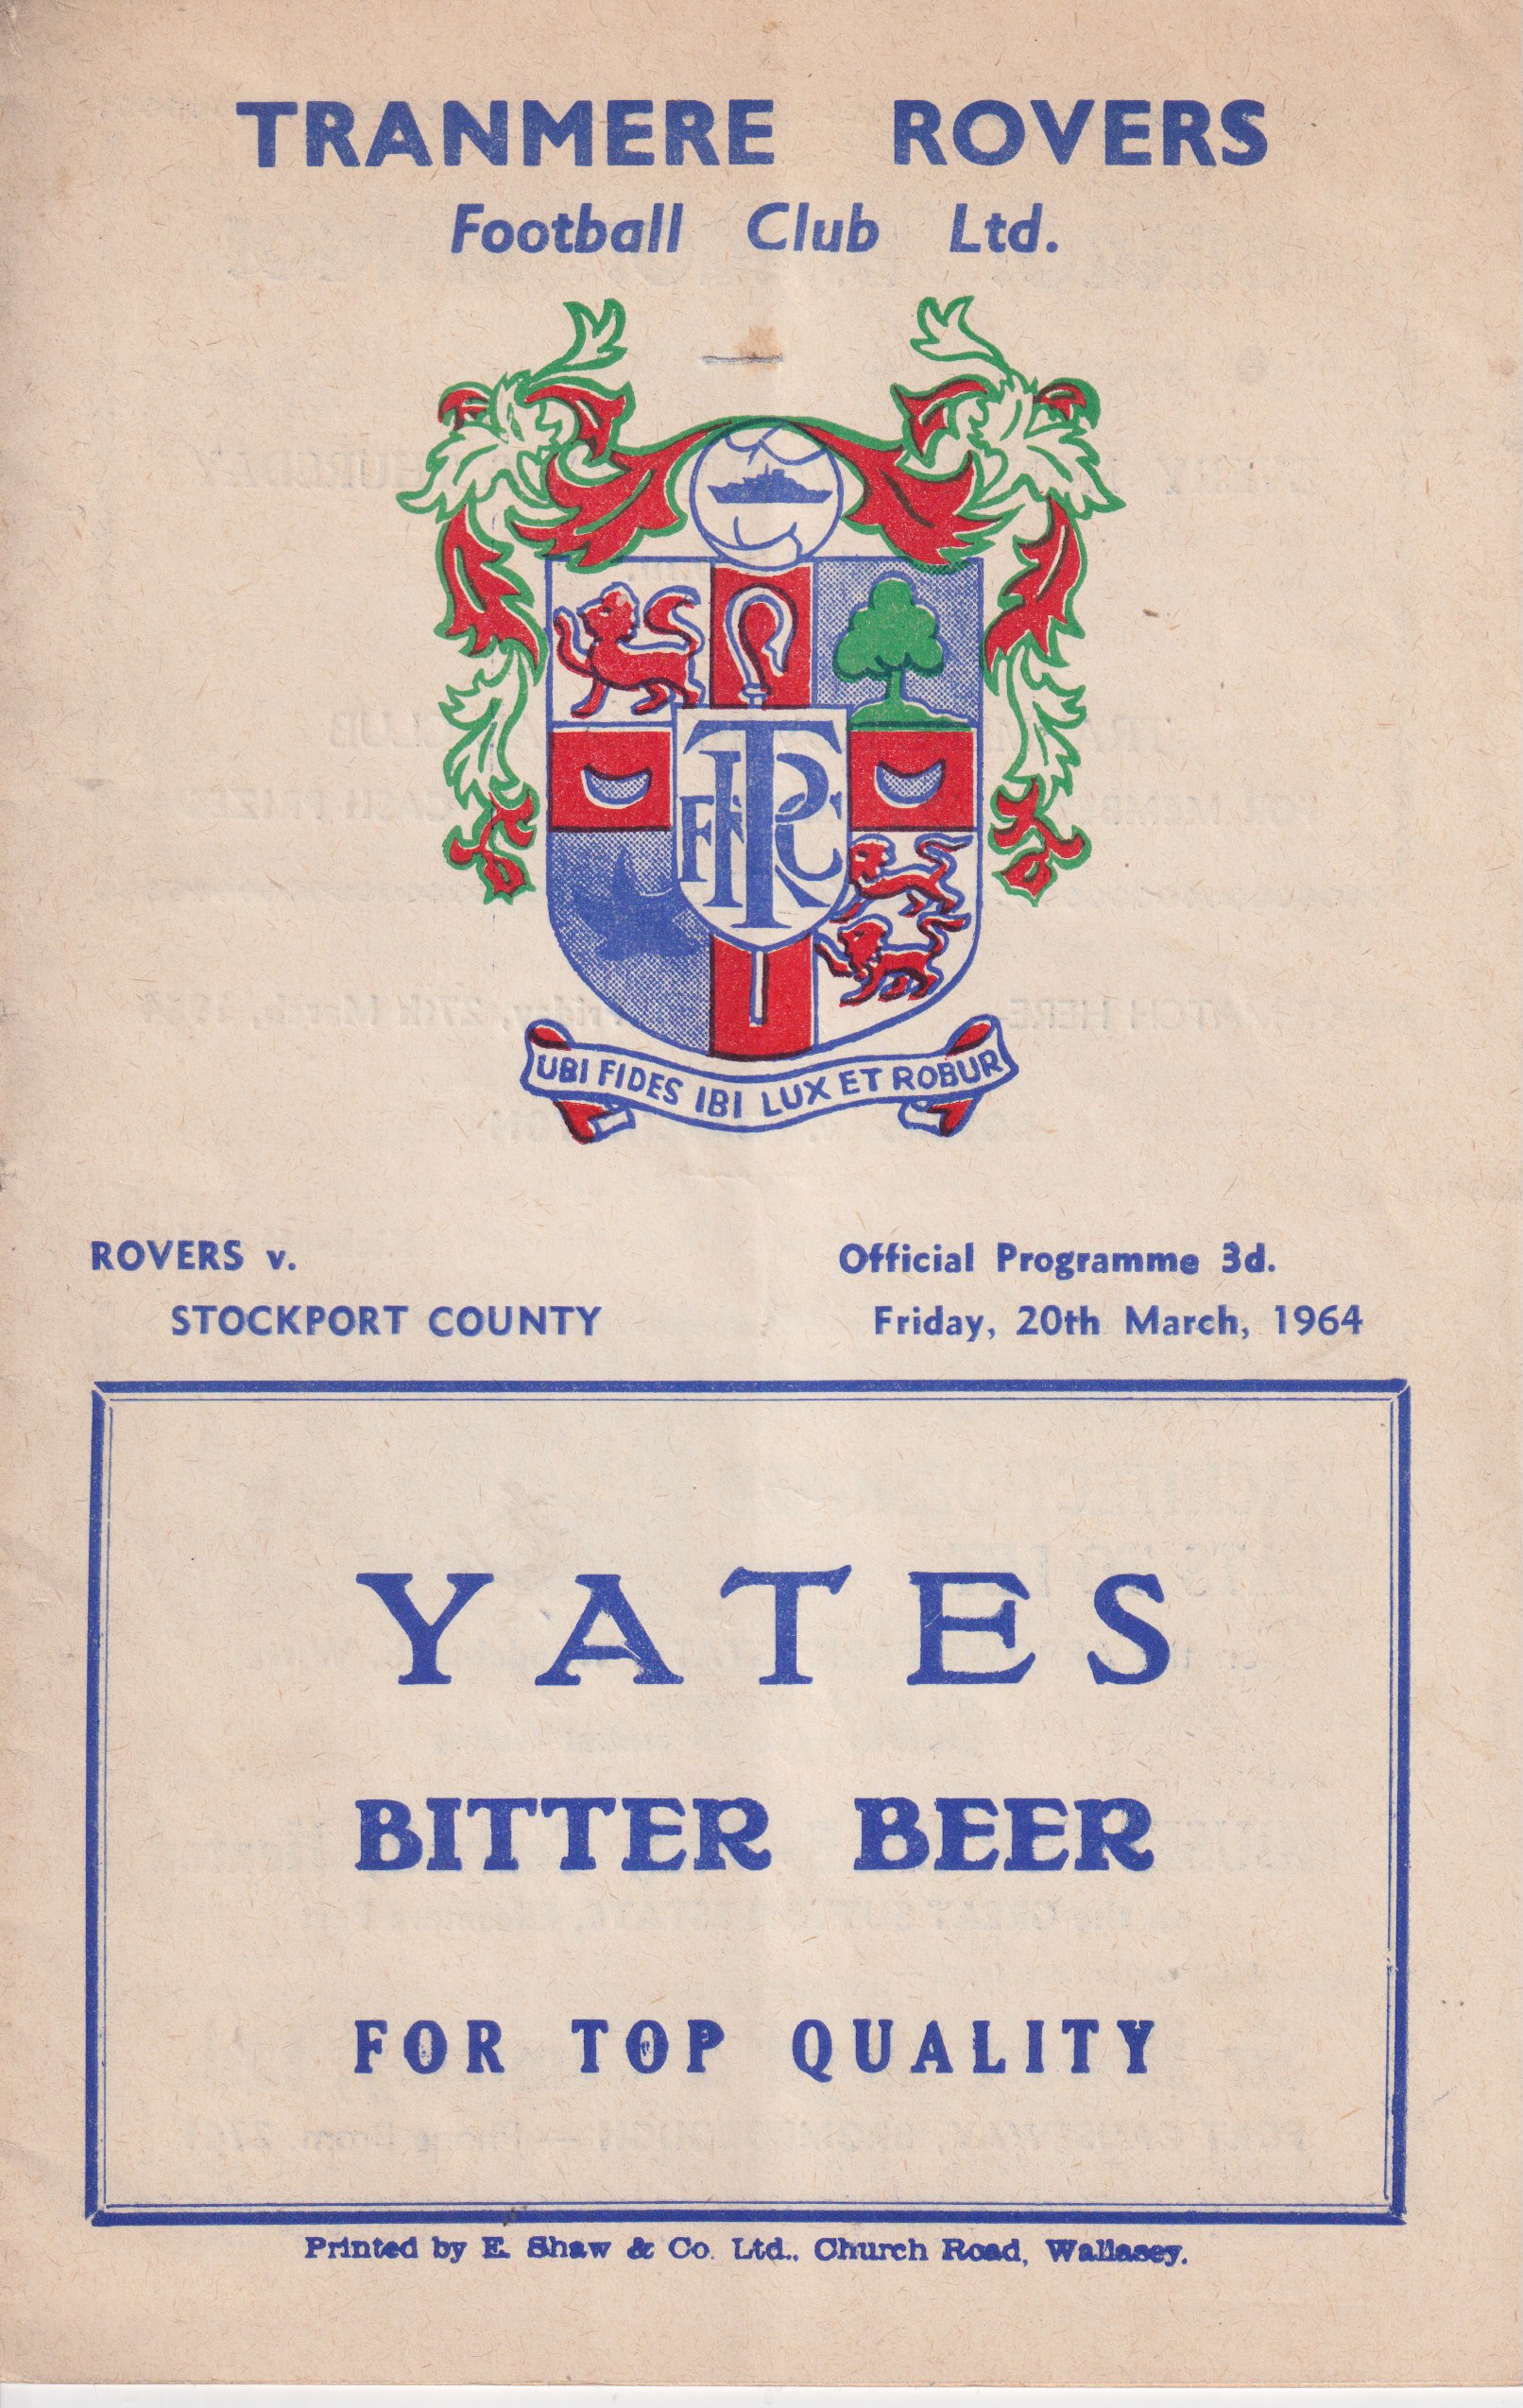 TRANMERE ROVERS
Football Club Ltd.
TRFC
UBI FIDES IBI LUX ET ROBUR
ROVERS v.
STOCKPORT COUNTY
Official Programme 3d.
Friday, 20th March, 1964
YATES
BITTER BEER
FOR TOP QUALITY
Printed by E. Shaw & Co. Ltd., Church Road, Wallasey.